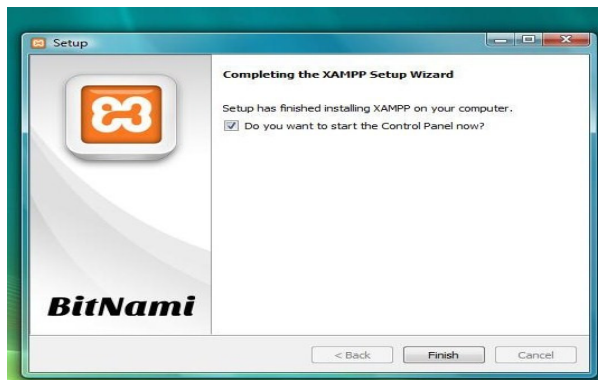 Setup
Completing the XAMPP Setup Wizard
Setup has finished installing XAMPP on your computer.
Do you want to start the Control Panel now?
BitNami
< Back
Finish
Cancel